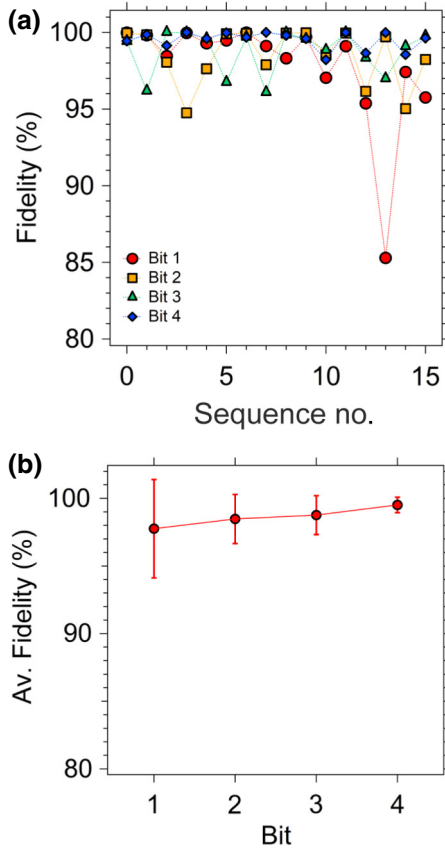 (a)
100
95
90
85
80
Fidelity (%)
Bit 1
Bit 2
Bit 3
Bit 4
0
5
10
15
Sequence no.
(b)
100
90
80
Av. Fidelity (%)
1
2
3
4
Bit